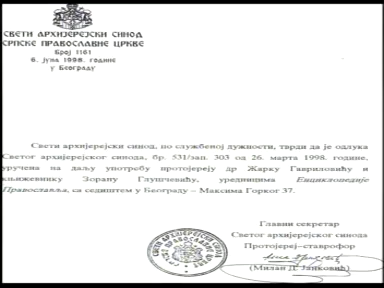 СВЕТИ АРХИЈЕРЕЈСКИ СИНОД
СРПСКЕ ПРАВОСЛАВНЕ ЦРКВЕ
Број 1161
6. јуна 1998. године
у Београду
Свети архијерејски синод, по службеној дужности, тврди да је одлука
Светог архијерејског синода, бр. 531/зап. 303 од 26. марта 1998. године,
уручена на даљу употребу протојереју др Жарку Гавриловићу и
књижевнику Зорану Глушчевићу, уредницима Енциклопедије
Православља, са седиштем у Београду – Максима Горког 37.
Главни секретар
Светог архијерејског синода
Протојереј-ставрофор
(Милан Д. Јанковић)